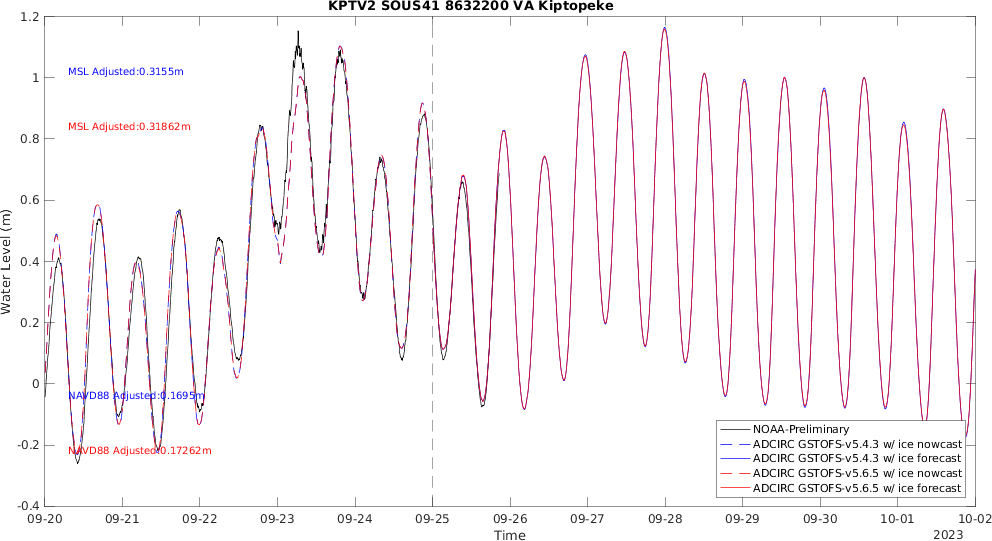 KPTV2 SOUS41 8632200 VA Kiptopeke
1.2
1
0.8
0.6
0.4
0.2
0
-0.2
-0.4
Water Level (m)
MSL Adjusted:0.3155m
MSL Adjusted:0.31862m
NAVD88 Adjusted:0.1695m
NAVD88 Adjusted:0.17262m
NOAA-Preliminary
ADCIRC GSTOFS-v5.4.3 w/ ice nowcast
ADCIRC GSTOFS-v5.4.3 w/ ice forecast
ADCIRC GSTOFS-v5.6.5 w/ ice nowcast
ADCIRC GSTOFS-v5.6.5 w/ ice forecast
09-20 09-21 09-22 09-23 09-24 09-25 09-26 09-27 09-28 09-29 09-30 10-01 10-02
Time
2023